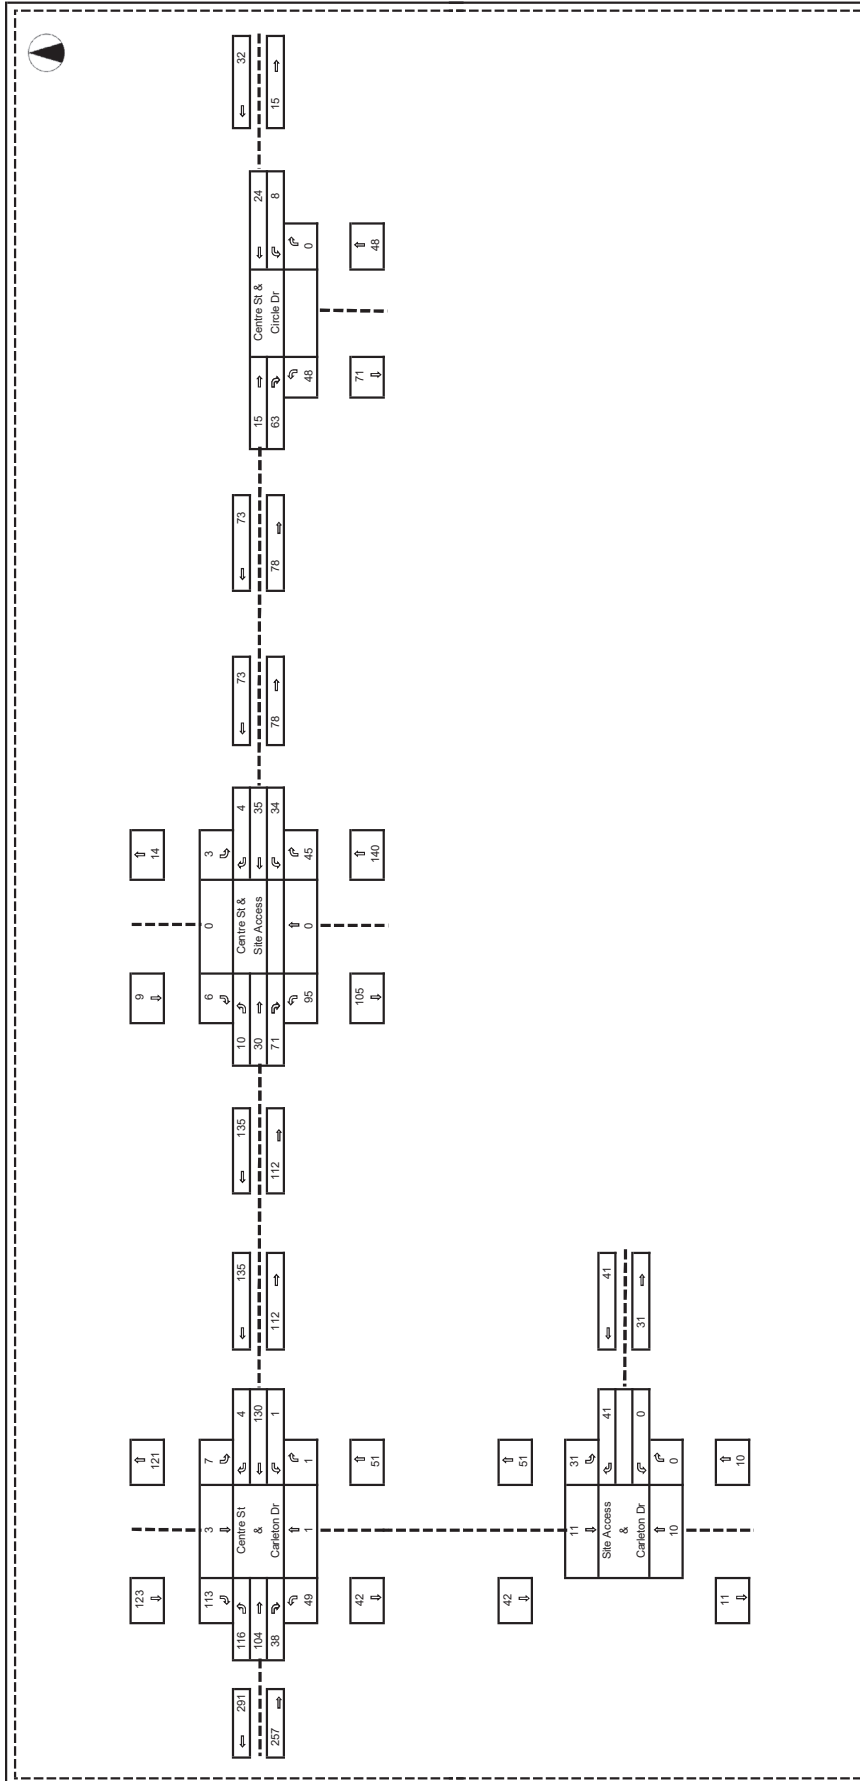 123 121 9 14
113 3 7 6 0 3
291 116 Centre St 4 135 135 10 Centre St & 4 73 73 32
104 & 130 30 Site Access 35 15 Centre St & 24
257 38 Carleton Dr 1 112 112 71 34 78 78 63 Circle Dr 8 15
49 1 1 95 0 45 48 0
42 51 105 140 71 48
42 51
11 31
Site Access 41 41
&
Carleton Dr 0 31
10 0
11 10